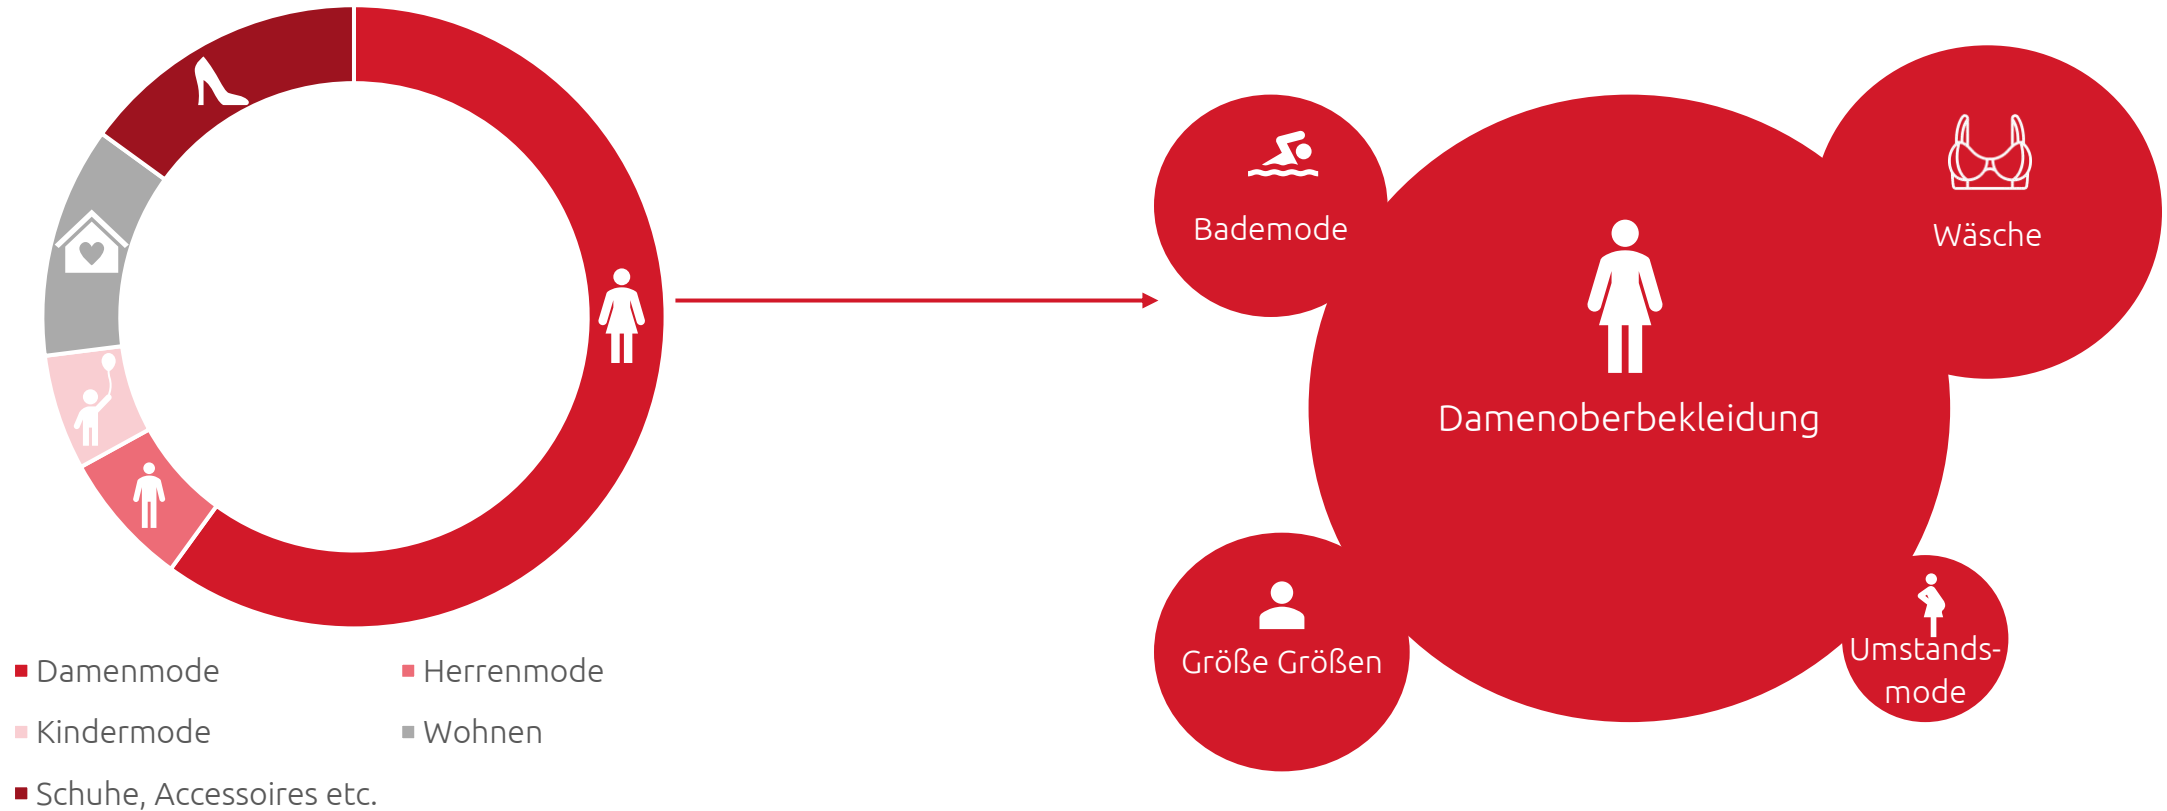 Damenmode
Herrenmode
Kindermode
Wohnen
Schuhe, Accessoires etc.
Bademode
Wäsche
Damenoberbekleidung
Größe Größen
Umstands-
mode